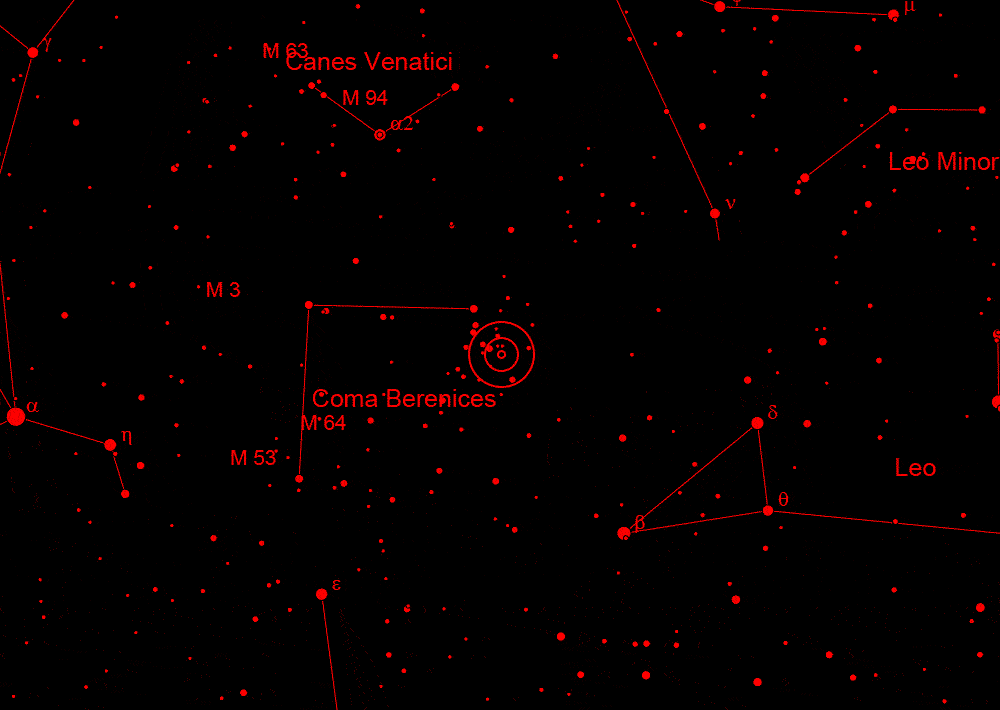 μ
γ
M 63
Canes Venatici
M 94
α2
Leo Minor
ν
M 3
Coma Berenices
α
δ
M 64
η
M 53
Leo
θ
β
ε